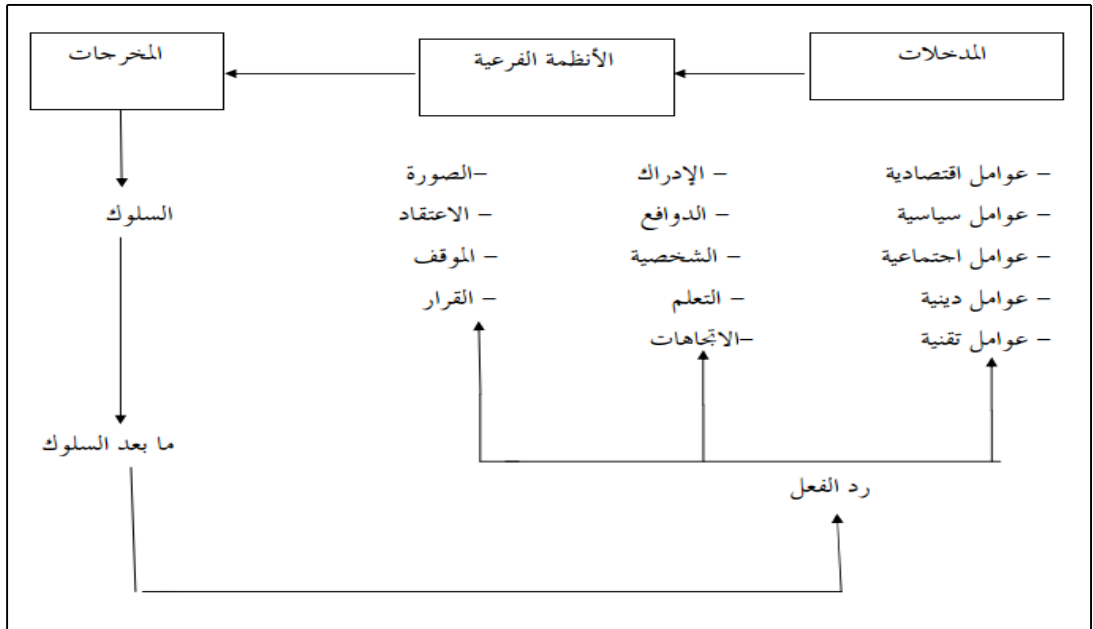 المدخلات
الأنظمة الفرعية
المخرجات
– عوامل اقتصادية
– عوامل سياسية
– عوامل احتماعية
– عوامل دينية
– عوامل تقنية
– الإدراك
– الدوافع
– الشخصية
– التعلم
–الاتجاهات
–الصورة
– الاعتقاد
– الموقف
– القرار
السلوك
ما بعد السلوك
رد الفعل